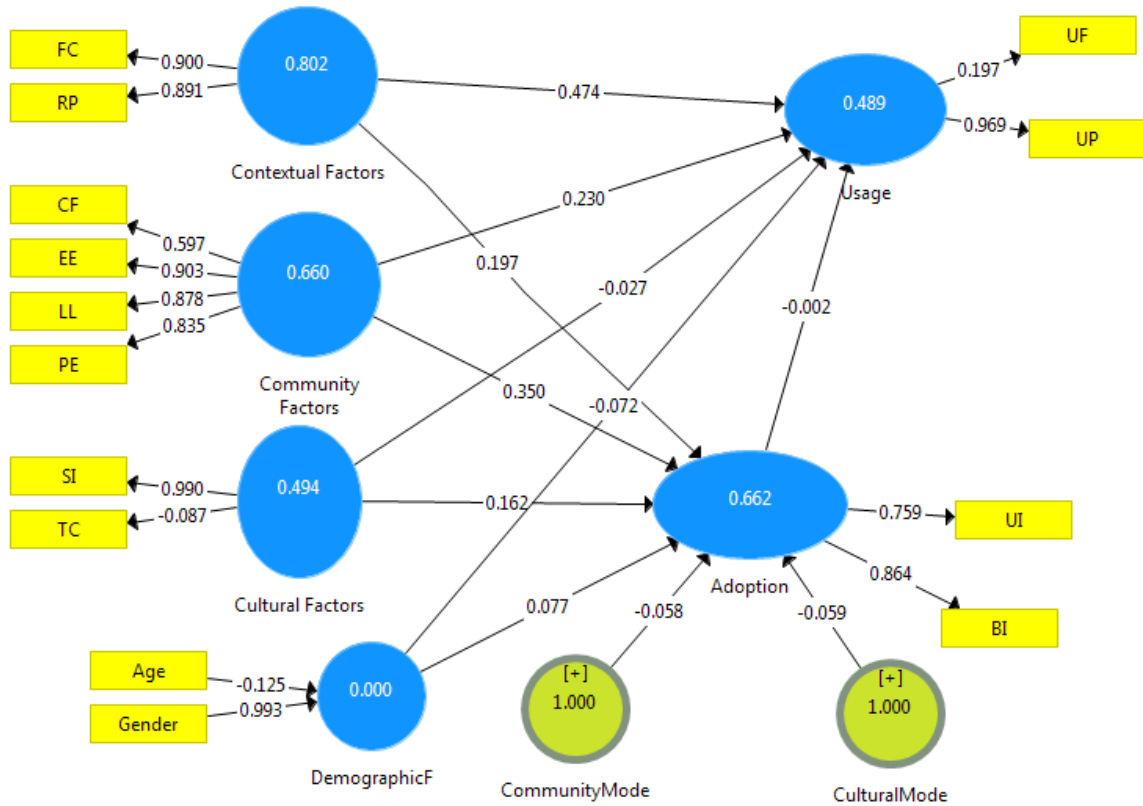 FC
RP
0.900
0.891
0.802
Contextual Factors
0.474
0.197
UF
UP
0.197
0.969
0.489
Usage
CF
EE
LL
PE
0.597
0.903
0.878
0.835
0.660
Community
Factors
0.230
0.350
-0.027
-0.002
-0.072
SI
TC
0.990
-0.087
0.494
Cultural Factors
0.162
0.662
Adoption
0.759
0.864
UI
BI
Age
Gender
-0.125
0.993
0.000
DemographicF
0.077
-0.058
-0.059
[+]
1.000
CommunityMode
[+]
1.000
CulturalMode